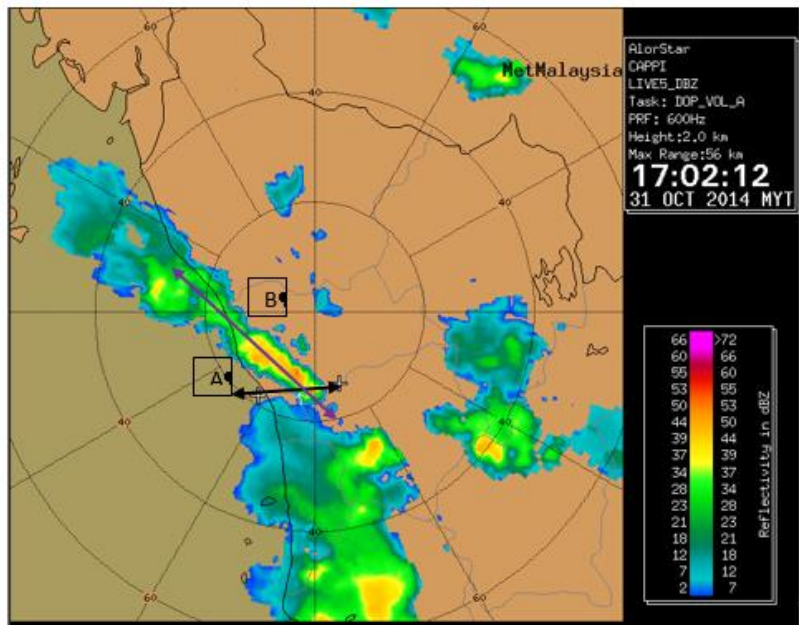 60
60
MetMalaysia
40
40
40
40
40
40
60
60
A
B
AlorStar
CAPPI
LIVE5_DBZ
Task: DOP_VOL_A
PRF: 600Hz
Height:2.0 km
Max Range:56 km
17:02:12
31 OCT 2014 MYT
66 >72
60 66
55 60
53 55
50 53
44 50
39 44
37 39
34 37
28 34
23 28
21 23
18 21
12 18
7 12
2 7
Reflectivity in dBZ